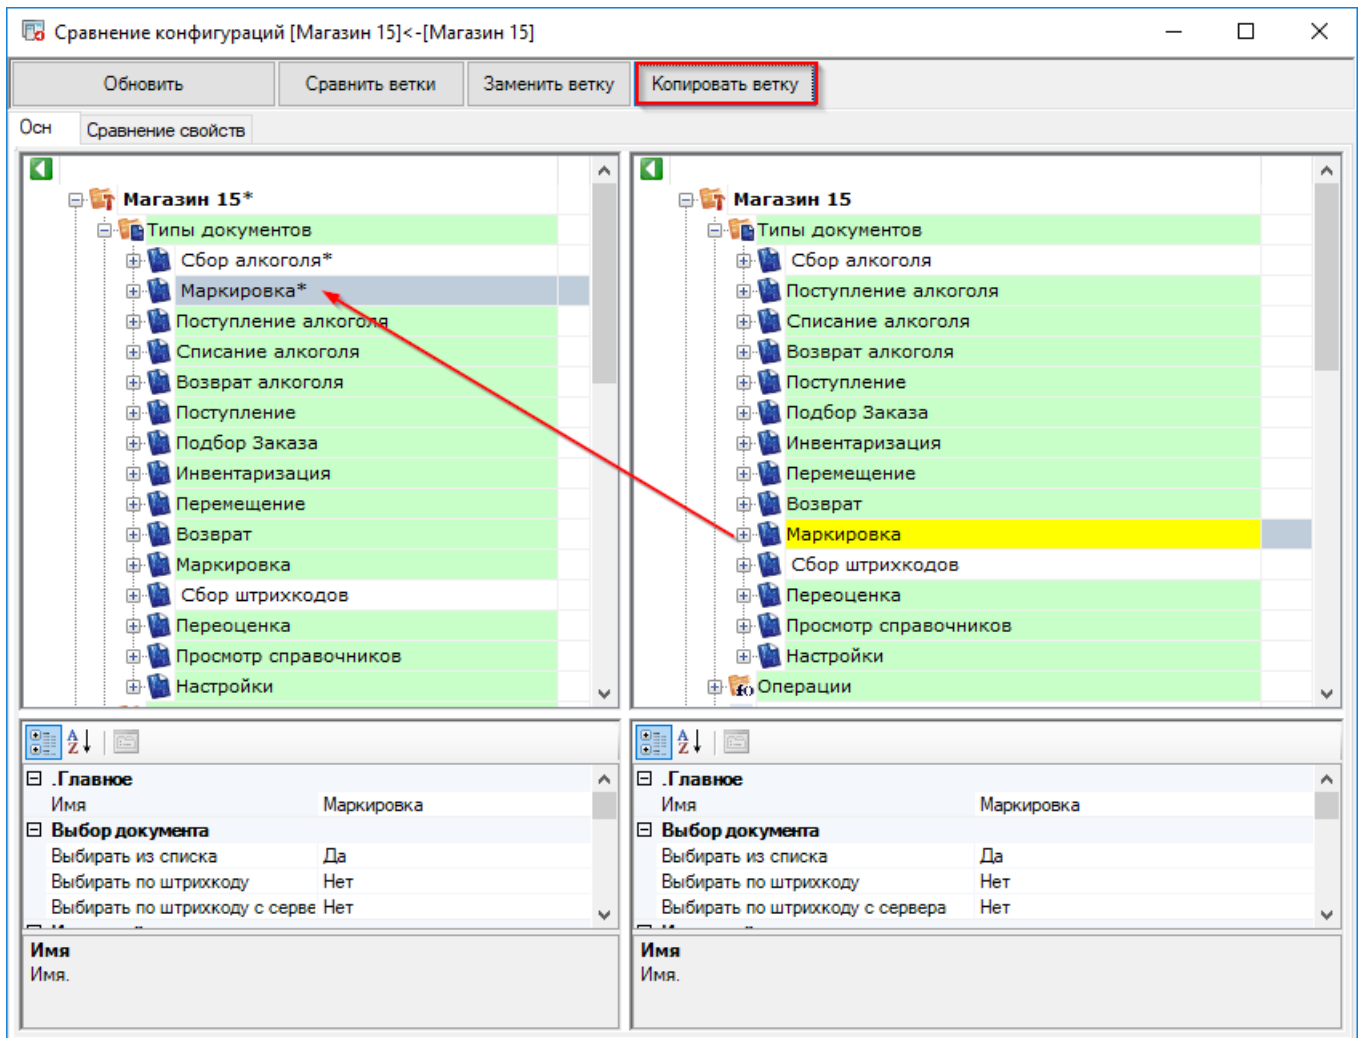 Сравнение конфигураций [Магазин 15]<-[Магазин 15]
Обновить
Сравнить ветки
Заменить ветку
Копировать ветку
Осн
Сравнение свойств
Магазин 15*
Типы документов
Сбор алкоголя*
Маркировка*
Поступление алкоголя
Списание алкоголя
Возврат алкоголя
Поступление
Подбор Заказа
Инвентаризация
Перемещение
Возврат
Маркировка
Сбор штрихкодов
Переоценка
Просмотр справочников
Настройки
Магазин 15
Типы документов
Сбор алкоголя
Поступление алкоголя
Списание алкоголя
Возврат алкоголя
Поступление
Подбор Заказа
Инвентаризация
Перемещение
Возврат
Маркировка
Сбор штрихкодов
Переоценка
Просмотр справочников
Настройки
Операции
.Главное
Имя Маркировка
Выбор документа
Выбирать из списка Да
Выбирать по штрихкоду Нет
Выбирать по штрихкоду с серве Нет
Имя
Имя.
.Главное
Имя Маркировка
Выбор документа
Выбирать из списка Да
Выбирать по штрихкоду Нет
Выбирать по штрихкоду с сервера Нет
Имя
Имя.